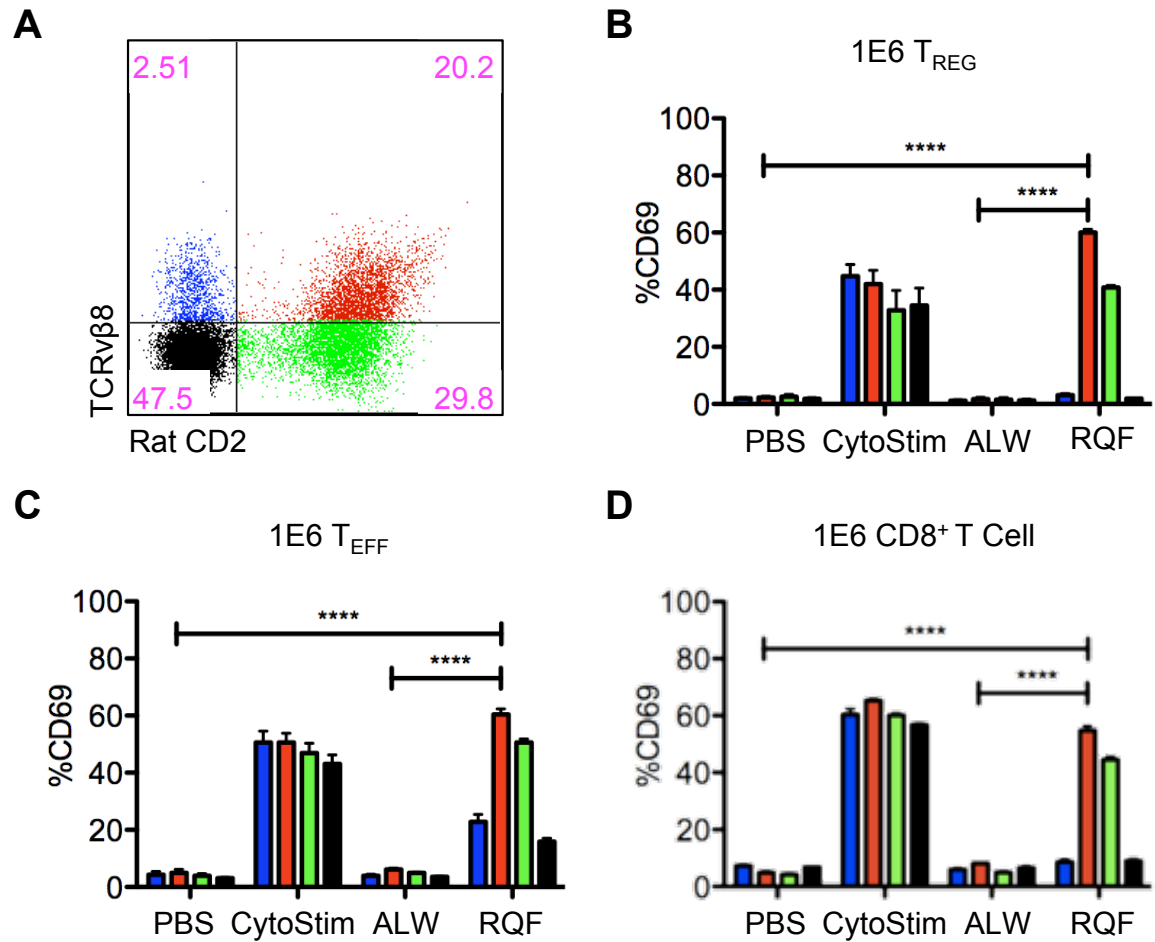 A
2.51 20.2
47.5 29.8
TCRvβ8
Rat CD2
B
1E6 TREG
%CD69
100
80
60
40
20
0
****
****
PBS CytoStim ALW RQF
C
1E6 TEFF
%CD69
100
80
60
40
20
0
****
****
PBS CytoStim ALW RQF
D
1E6 CD8⁺ T Cell
%CD69
100
80
60
40
20
0
****
****
PBS CytoStim ALW RQF